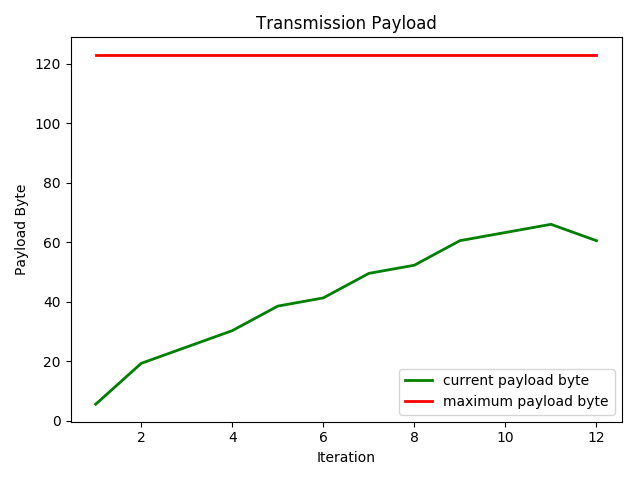 Transmission Payload
Payload Byte
120
100
80
60
40
20
0
2 4 6 8 10 12
Iteration
current payload byte
maximum payload byte